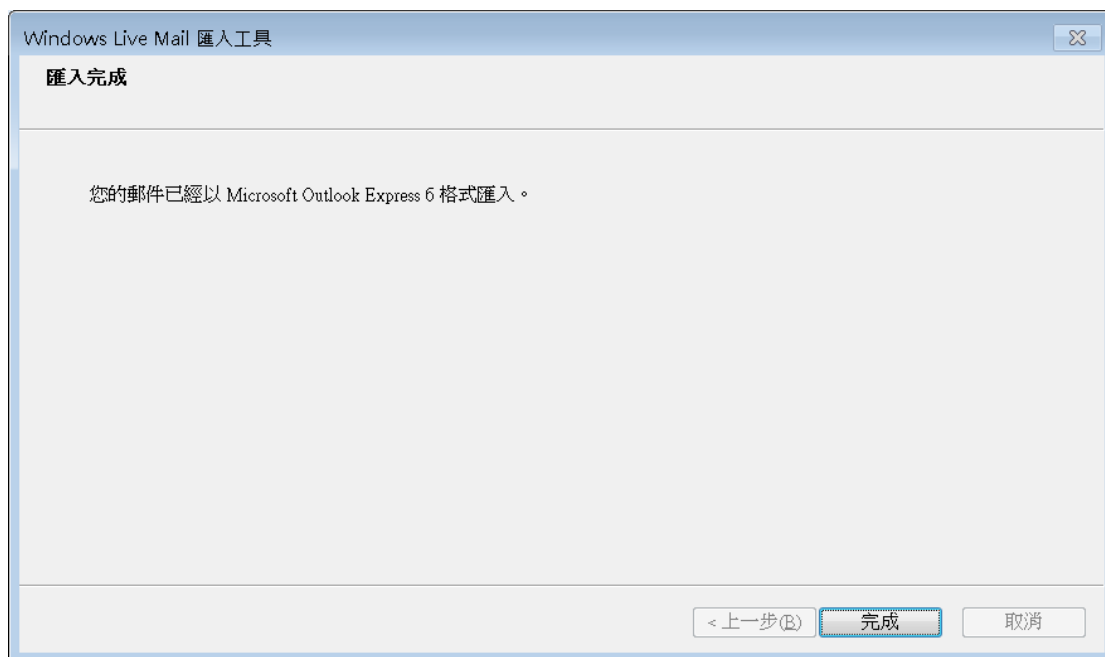 Windows Live Mail 匯入工具
匯入完成
您的郵件已經以 Microsoft Outlook Express 6 格式匯入。
< 上一步(B)
完成
取消